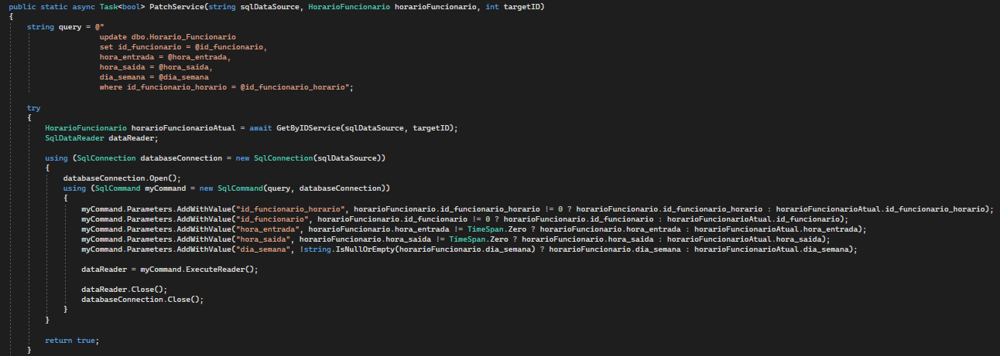 public static async Task<bool> PatchService(string sqlDataSource, HorarioFuncionario horarioFuncionario, int targetID)
{
string query = @"
update dbo.Horario_Funcionario
set id_funcionario = @id_funcionario,
hora_entrada = @hora_entrada,
hora_saida = @hora_saida,
dia_semana = @dia_semana
where id_funcionario_horario = @id_funcionario_horario";
try
{
HorarioFuncionario horarioFuncionarioAtual = await GetByIDService(sqlDataSource, targetID);
SqlDataReader dataReader;
using (SqlConnection databaseConnection = new SqlConnection(sqlDataSource))
{
databaseConnection.Open();
using (SqlCommand myCommand = new SqlCommand(query, databaseConnection))
{
myCommand.Parameters.AddWithValue("id_funcionario_horario", horarioFuncionario.id_funcionario_horario != 0 ? horarioFuncionario.id_funcionario_horario : horarioFuncionarioAtual.id_funcionario_horario);
myCommand.Parameters.AddWithValue("id_funcionario", horarioFuncionario.id_funcionario != 0 ? horarioFuncionario.id_funcionario : horarioFuncionarioAtual.id_funcionario);
myCommand.Parameters.AddWithValue("hora_entrada", horarioFuncionario.hora_entrada != TimeSpan.Zero ? horarioFuncionario.hora_entrada : horarioFuncionarioAtual.hora_entrada);
myCommand.Parameters.AddWithValue("hora_saida", horarioFuncionario.hora_saida != TimeSpan.Zero ? horarioFuncionario.hora_saida : horarioFuncionarioAtual.hora_saida);
myCommand.Parameters.AddWithValue("dia_semana", !string.IsNullOrEmpty(horarioFuncionario.dia_semana) ? horarioFuncionario.dia_semana : horarioFuncionarioAtual.dia_semana);
dataReader = myCommand.ExecuteReader();
dataReader.Close();
databaseConnection.Close();
}
}
return true;
}